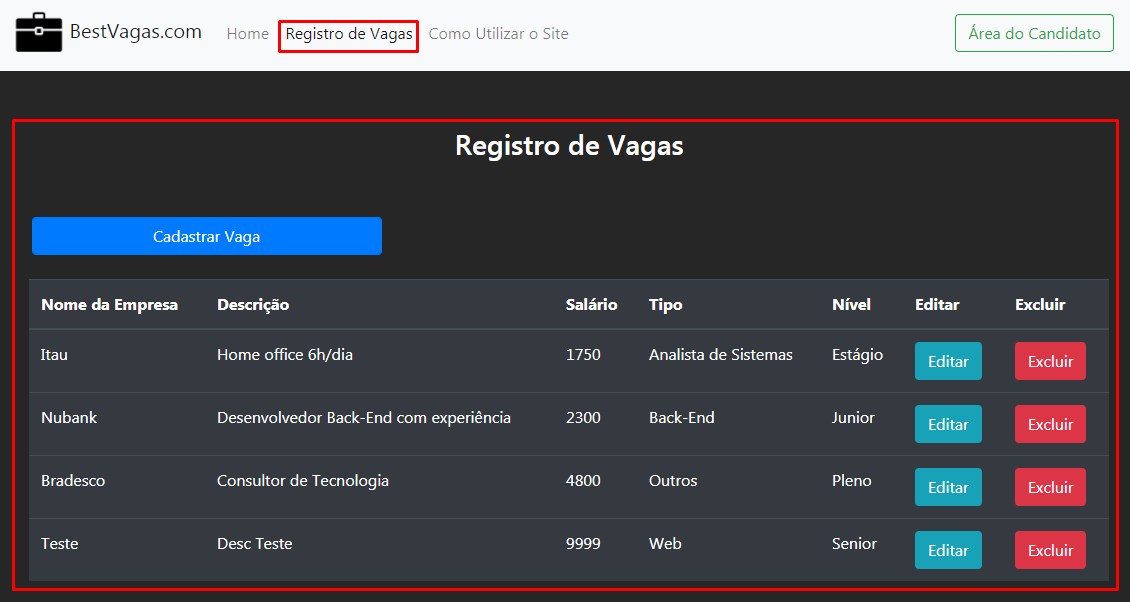 BestVagas.com Home Registro de Vagas Como Utilizar o Site Área do Candidato
Registro de Vagas
Cadastrar Vaga
Nome da Empresa Descrição Salário Tipo Nível Editar Excluir
Itau Home office 6h/dia 1750 Analista de Sistemas Estágio Editar Excluir
Nubank Desenvolvedor Back-End com experiência 2300 Back-End Junior Editar Excluir
Bradesco Consultor de Tecnologia 4800 Outros Pleno Editar Excluir
Teste Desc Teste 9999 Web Senior Editar Excluir